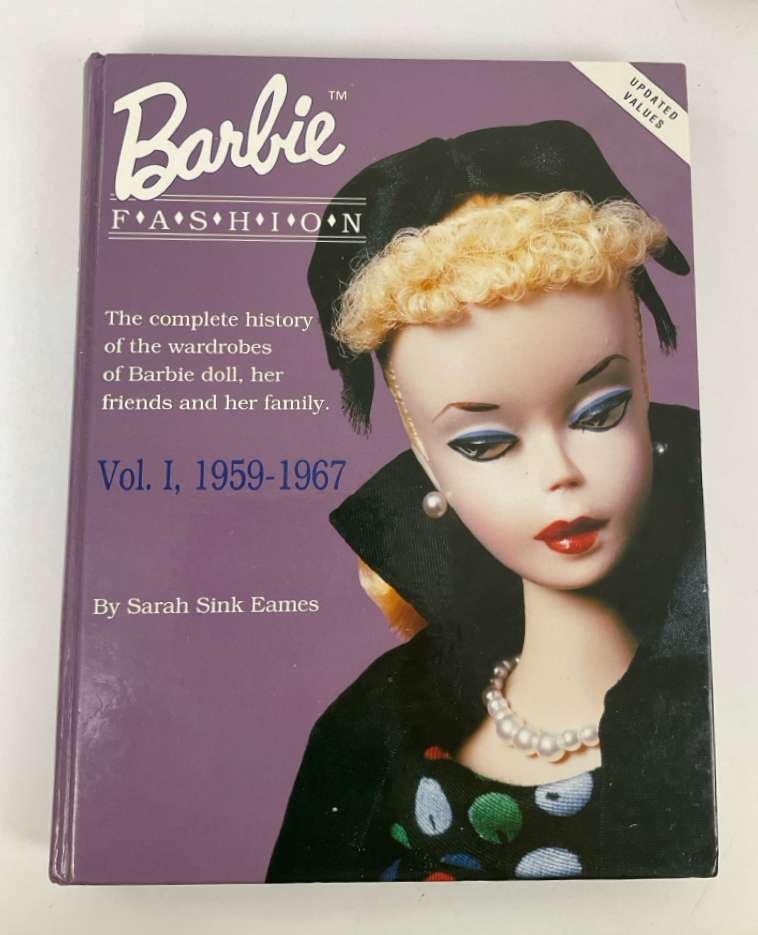 Barbie™
F♦A♦S♦H♦I♦O♦N
UPDATED
VALUES
The complete history
of the wardrobes
of Barbie doll, her
friends and her family.
Vol. I, 1959-1967
By Sarah Sink Eames